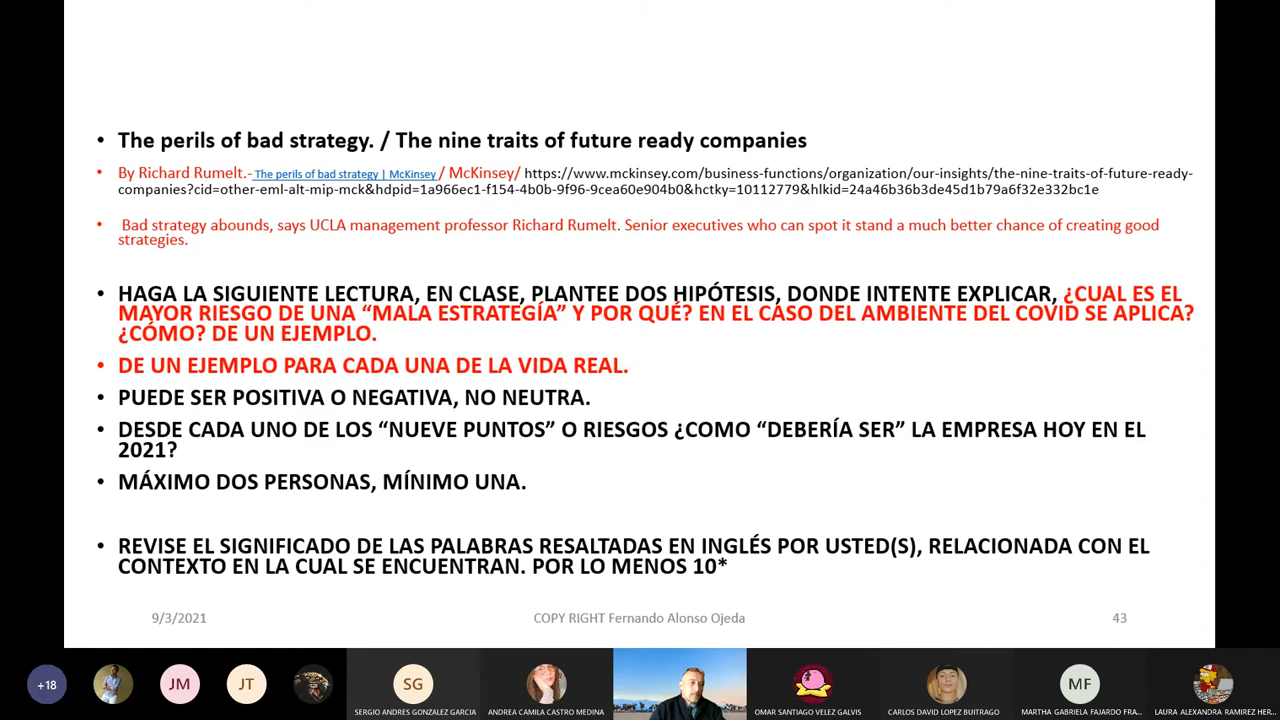 • The perils of bad strategy. / The nine traits of future ready companies
• By Richard Rumelt.- The perils of bad strategy | McKinsey / McKinsey/ https://www.mckinsey.com/business-functions/organization/our-insights/the-nine-traits-of-future-ready-
companies?cid=other-eml-alt-mip-mck&hdpid=1a966ec1-f154-4b0b-9f96-9cea60e904b0&hctky=10112779&hlkid=24a46b36b3de45d1b79a6f32e332bc1e
• Bad strategy abounds, says UCLA management professor Richard Rumelt. Senior executives who can spot it stand a much better chance of creating good
strategies.
• HAGA LA SIGUIENTE LECTURA, EN CLASE, PLANTEE DOS HIPÓTESIS, DONDE INTENTE EXPLICAR, ¿CUAL ES EL
MAYOR RIESGO DE UNA “MALA ESTRATEGÍA” Y POR QUÉ? EN EL CASO DEL AMBIENTE DEL COVID SE APLICA?
¿CÓMO? DE UN EJEMPLO.
• DE UN EJEMPLO PARA CADA UNA DE LA VIDA REAL.
• PUEDE SER POSITIVA O NEGATIVA, NO NEUTRA.
• DESDE CADA UNO DE LOS “NUEVE PUNTOS” O RIESGOS ¿COMO “DEBERÍA SER” LA EMPRESA HOY EN EL
2021?
• MÁXIMO DOS PERSONAS, MÍNIMO UNA.
• REVISE EL SIGNIFICADO DE LAS PALABRAS RESALTADAS EN INGLÉS POR USTED(S), RELACIONADA CON EL
CONTEXTO EN LA CUAL SE ENCUENTRAN. POR LO MENOS 10*
9/3/2021 COPY RIGHT Fernando Alonso Ojeda 43
+18 JM JT SG MF
SERGIO ANDRES GONZALEZ GARCIA ANDREA CAMILA CASTRO MEDINA OMAR SANTIAGO VELEZ GALVIS CARLOS DAVID LOPEZ BUITRAGO MARTHA GABRIELA FAJARDO FRA... LAURA ALEXANDRA RAMIREZ HER...